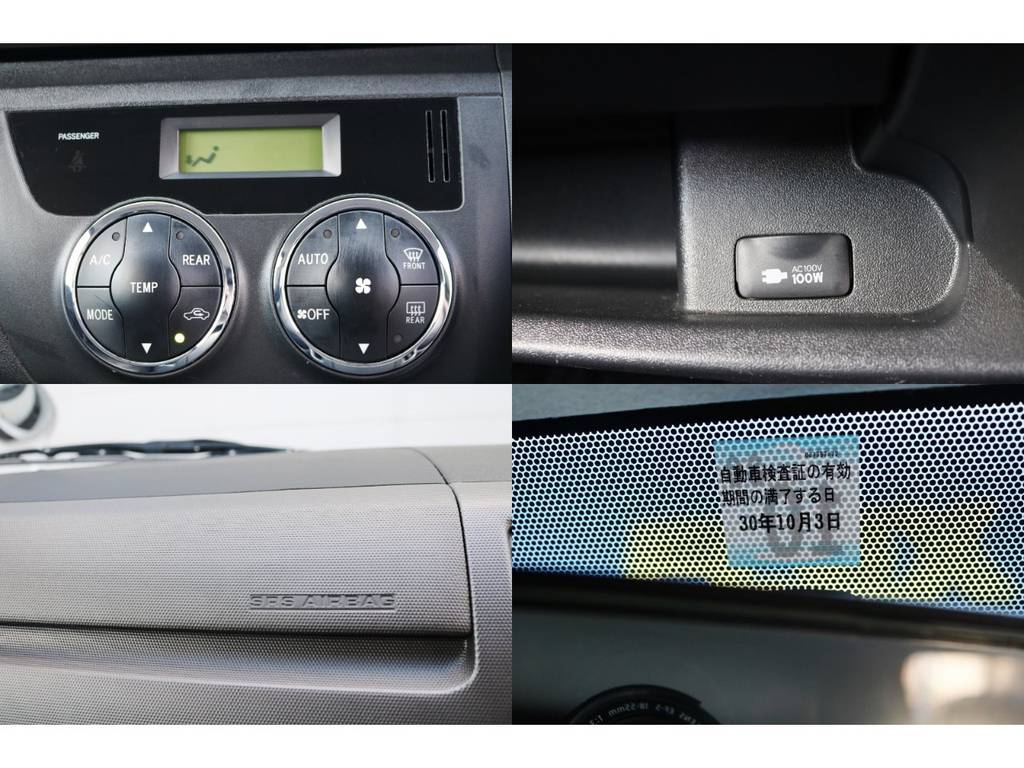 PASSENGER
A/C
REAR
TEMP
MODE
AUTO
FRONT
OFF
REAR
AC100V
100W
SRS AIRBAG
自動車検査証の有効
期間の満了する日
30年10月3日